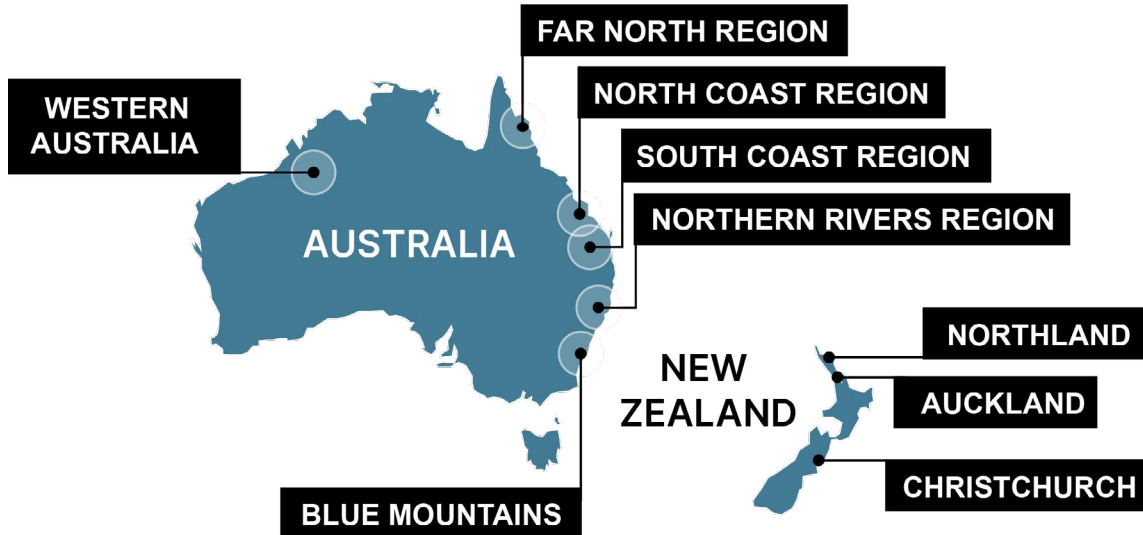 FAR NORTH REGION
WESTERN
AUSTRALIA
NORTH COAST REGION
SOUTH COAST REGION
NORTHERN RIVERS REGION
AUSTRALIA
NORTHLAND
NEW
ZEALAND
AUCKLAND
CHRISTCHURCH
BLUE MOUNTAINS